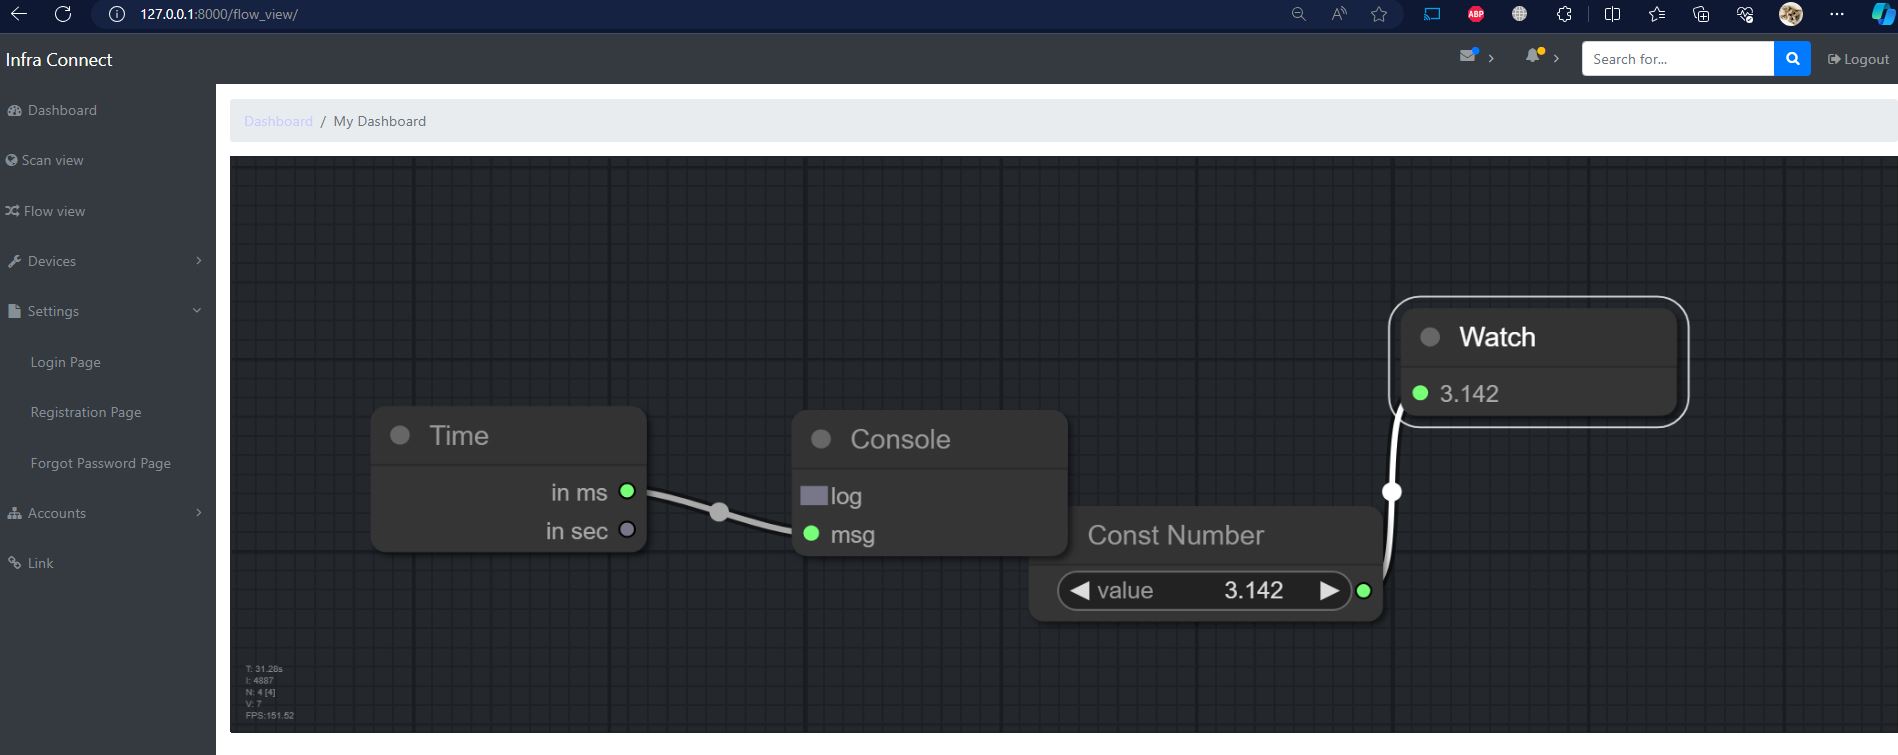 127.0.0.1:8000/flow_view/
ABP
Infra Connect
Search for...
Logout
Dashboard
Scan view
Flow view
Devices
Settings
Login Page
Registration Page
Forgot Password Page
Accounts
Link
Dashboard / My Dashboard
Time
in ms
in sec
Console
log
msg
Const Number
value 3.142
Watch
3.142
T: 31.28s
I: 4887
N: 4 [4]
V: 7
FPS:151.52